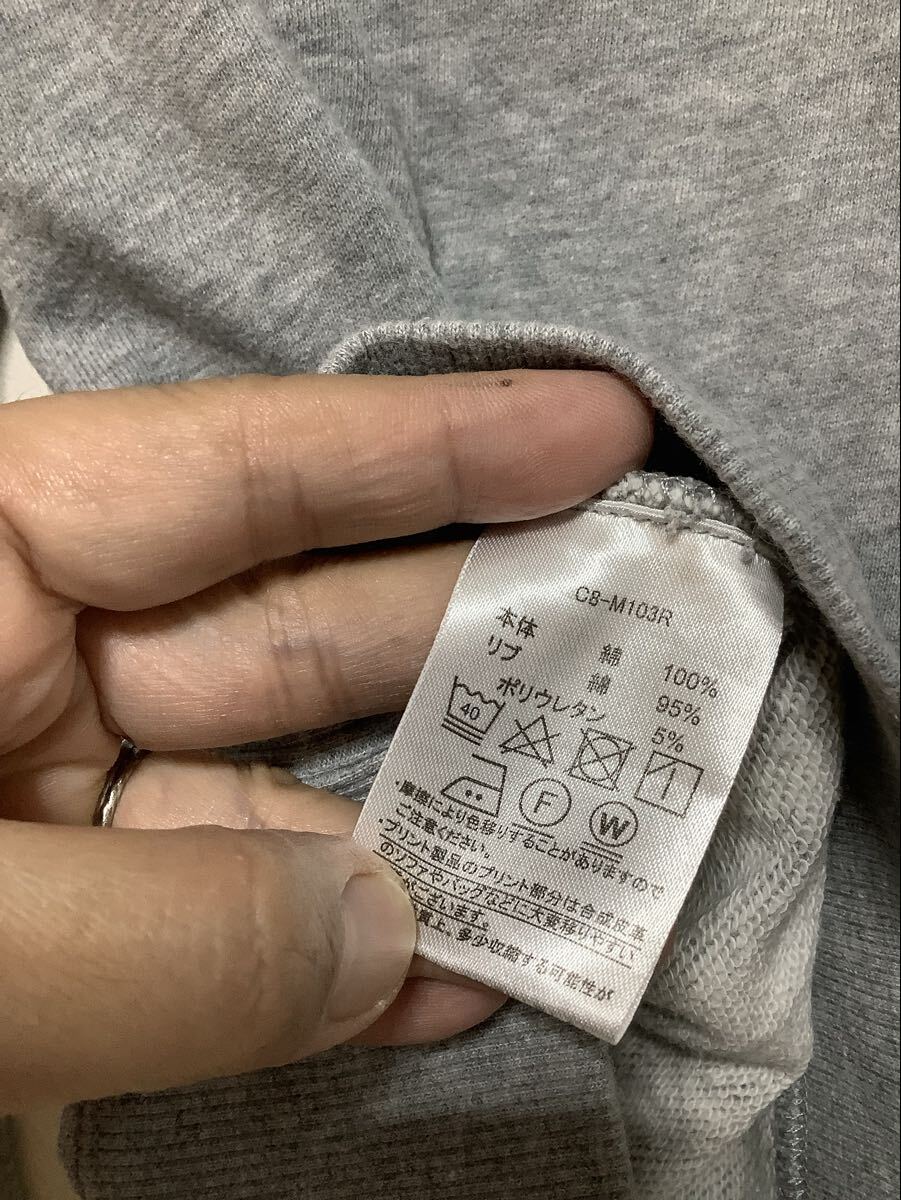 C8-M103R
本体 綿 100%
リブ 綿 95%
ポリウレタン 5%
40
F W
・摩擦により色移りすることがありますので
ご注意ください。
・プリント製品のプリント部分は合成皮革
のソファやバッグなどに大変移りやすい
がございます。
質上、多少収縮する可能性が